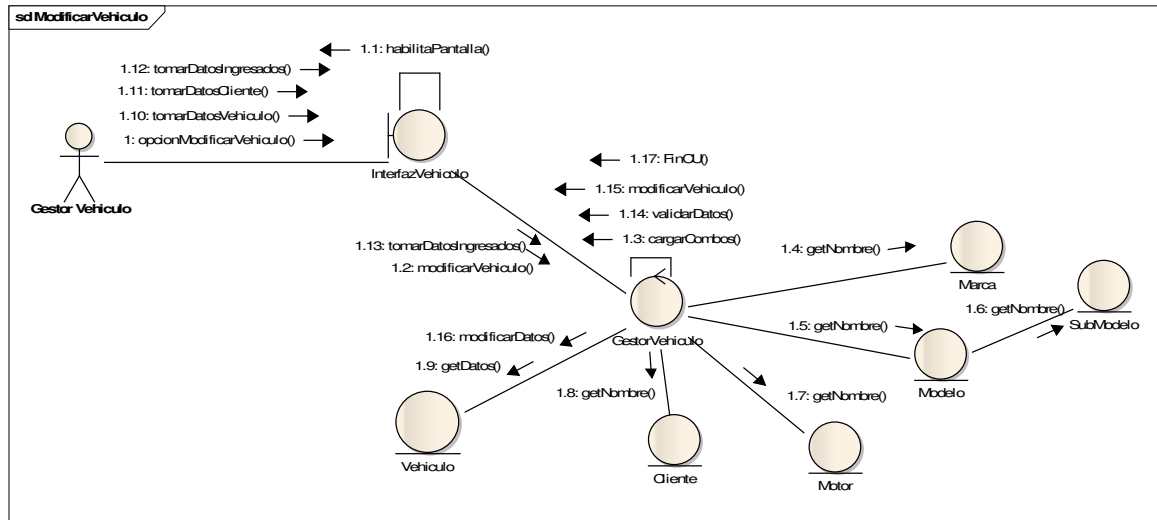 sd ModificarVehiculo
1.1: habilitaPantalla()
1.12: tomarDatosIngresados()
1.11: tomarDatosCliente()
1.10: tomarDatosVehiculo()
1: opcionModificarVehiculo()
InterfazVehiculo
Gestor Vehiculo
1.17: FinCU()
1.15: modificarVehiculo()
1.14: validarDatos()
1.3: cargarCombos()
1.13: tomarDatosIngresados()
1.2: modificarVehiculo()
1.4: getNombre()
Marca
1.6: getNombre()
SubModelo
1.5: getNombre()
Modelo
GestorVehiculo
1.16: modificarDatos()
1.9: getDatos()
1.8: getNombre()
1.7: getNombre()
Vehiculo
Cliente
Motor